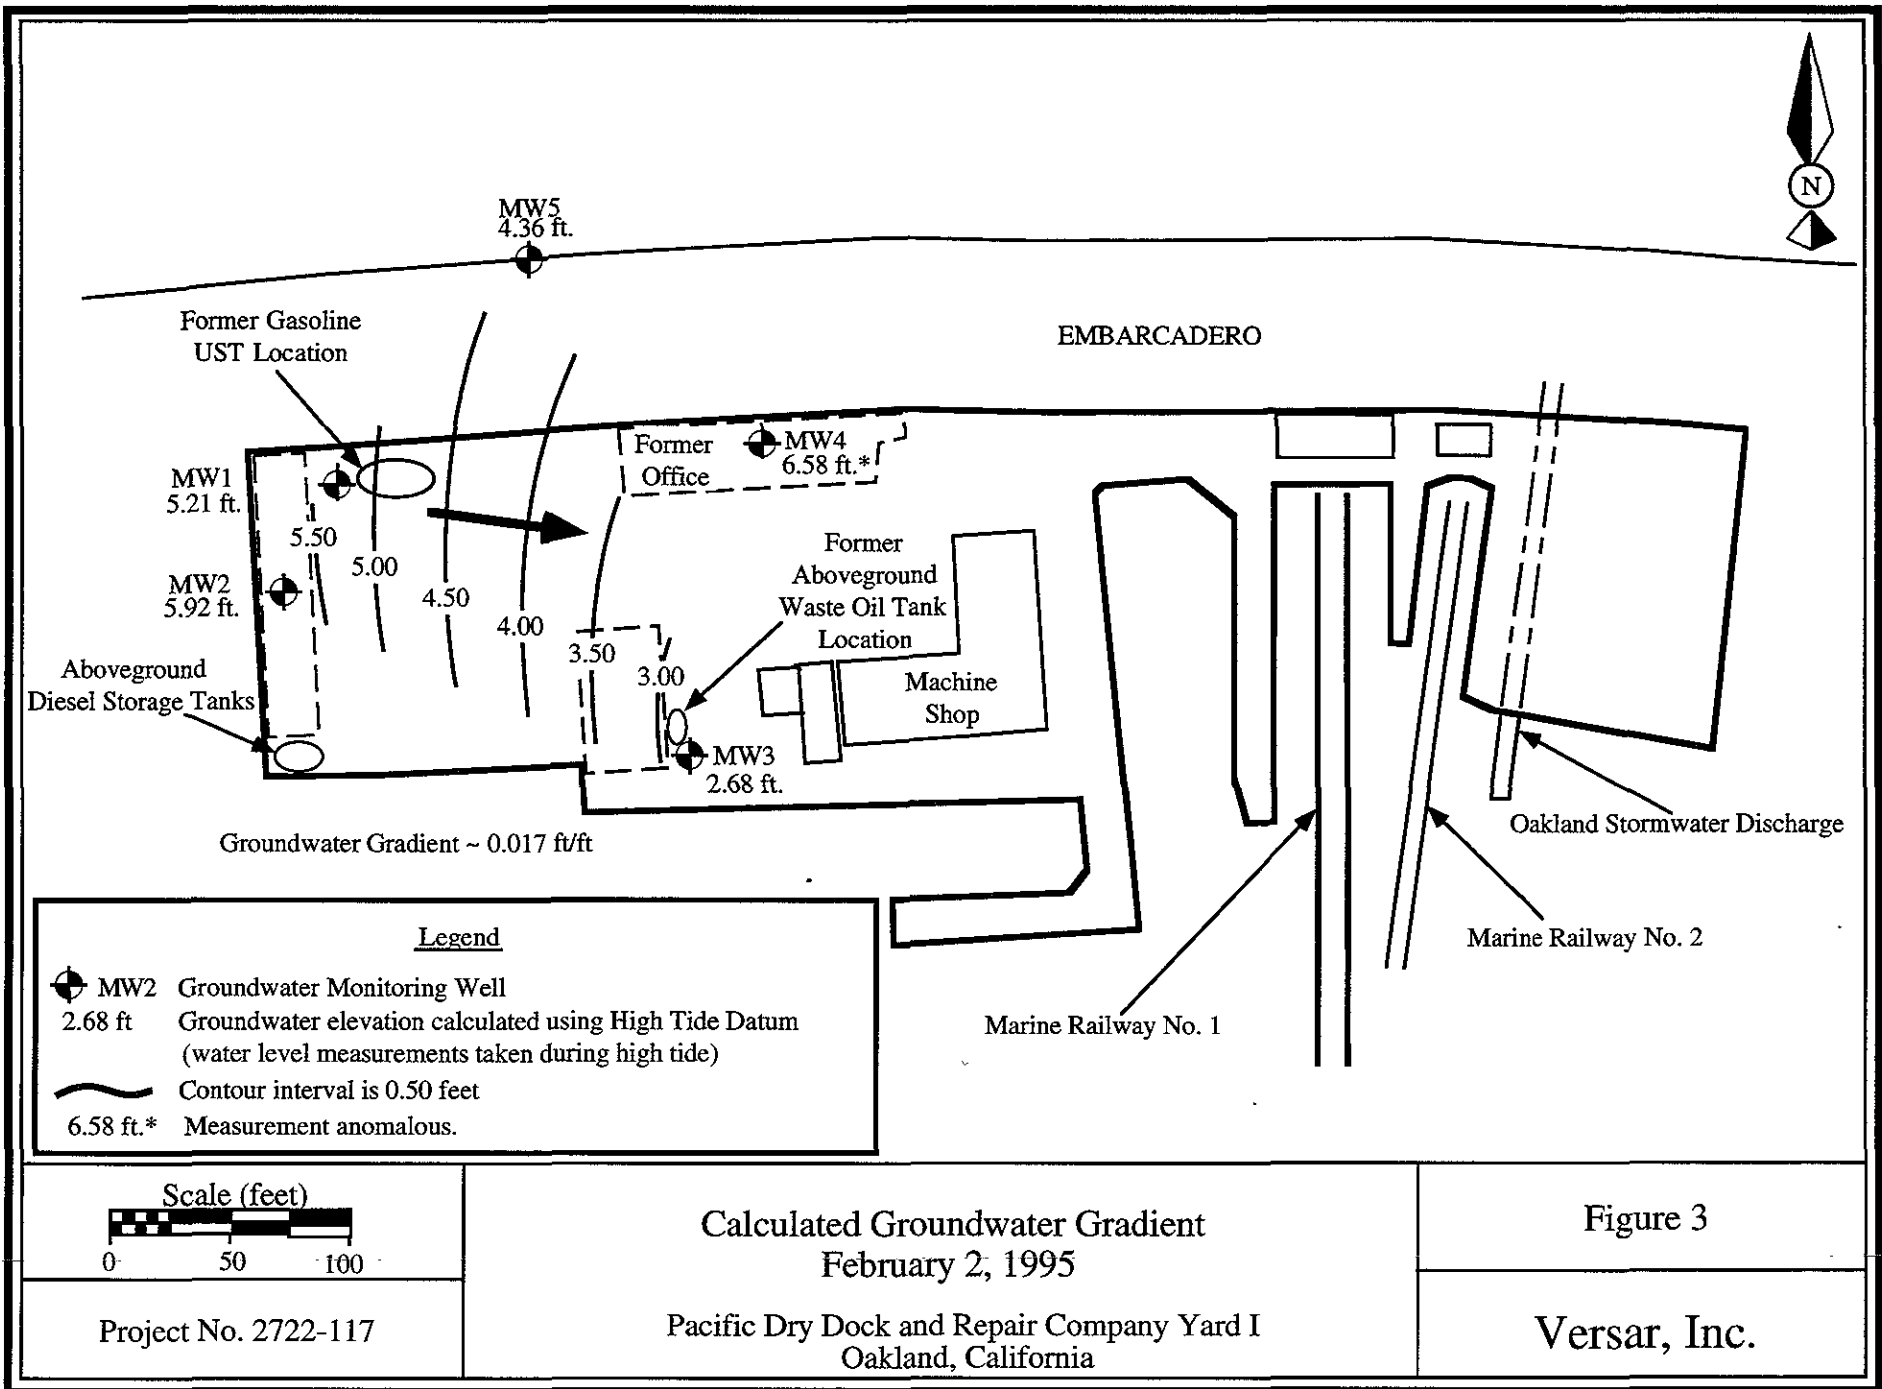 N
MW5
4.36 ft.
Former Gasoline
UST Location
EMBARCADERO
MW1
5.21 ft.
Former
Office
MW4
6.58 ft.*
5.50
5.00
4.50
4.00
3.50
3.00
MW2
5.92 ft.
Former
Aboveground
Waste Oil Tank
Location
Aboveground
Diesel Storage Tanks
Machine
Shop
MW3
2.68 ft.
Oakland Stormwater Discharge
Groundwater Gradient ~ 0.017 ft/ft
Marine Railway No. 2
Marine Railway No. 1
Legend
MW2 Groundwater Monitoring Well
2.68 ft Groundwater elevation calculated using High Tide Datum
(water level measurements taken during high tide)
Contour interval is 0.50 feet
6.58 ft.* Measurement anomalous.
Scale (feet)
0 50 100
Project No. 2722-117
Calculated Groundwater Gradient
February 2, 1995
Pacific Dry Dock and Repair Company Yard I
Oakland, California
Figure 3
Versar, Inc.